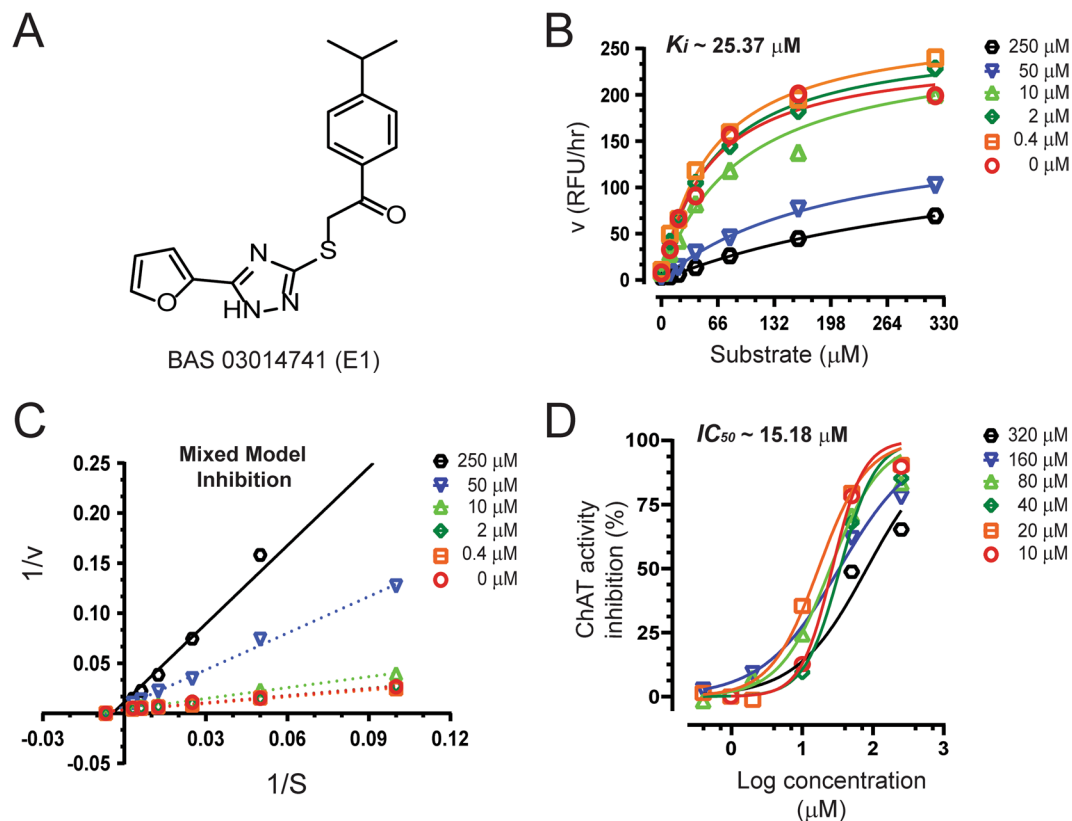 A
O
S
N
N
HN
O
BAS 03014741 (E1)
B
Ki ~ 25.37 μM
250
200
150
100
50
0
v (RFU/hr)
0 66 132 198 264 330
Substrate (μM)
250 μM
50 μM
10 μM
2 μM
0.4 μM
0 μM
C
Mixed Model
Inhibition
0.25
0.20
0.15
0.10
0.05
0.00
-0.05
1/v
-0.03 0.03 0.06 0.09 0.12
1/S
250 μM
50 μM
10 μM
2 μM
0.4 μM
0 μM
D
IC50 ~ 15.18 μM
100
75
50
25
0
ChAT activity
inhibition (%)
0 1 2 3
Log concentration
(μM)
320 μM
160 μM
80 μM
40 μM
20 μM
10 μM